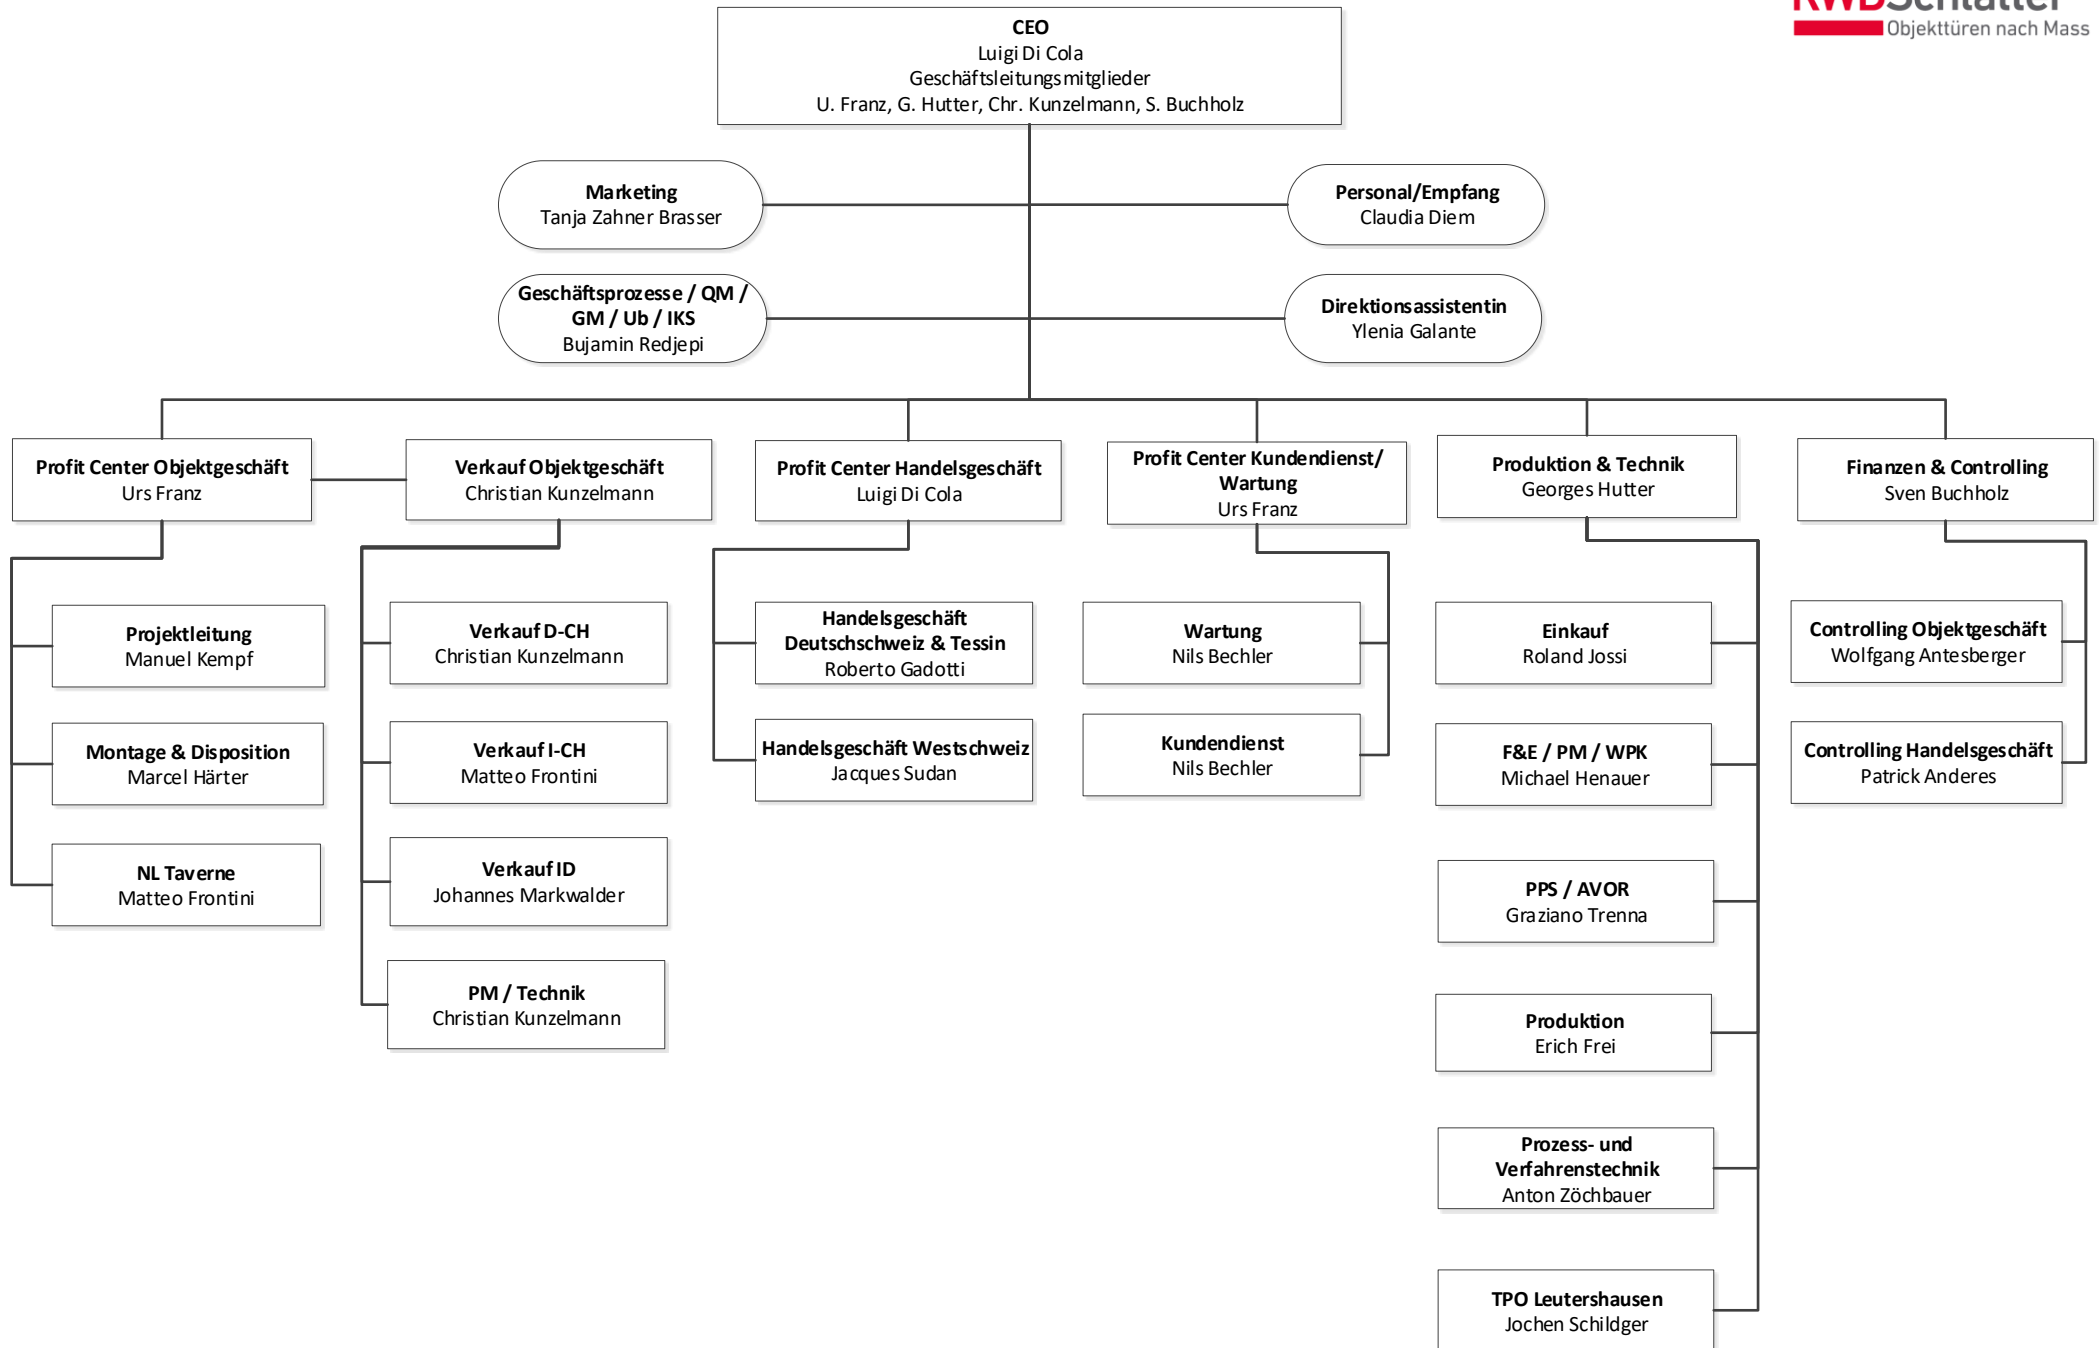 RWDSchlatter
Objekttüren nach Mass
CEO
Luigi Di Cola
Geschäftsleitungsmitglieder
U. Franz, G. Hutter, Chr. Kunzelmann, S. Buchholz
Marketing
Tanja Zahner Brasser
Personal/Empfang
Claudia Diem
Geschäftsprozesse / QM /
GM / Ub / IKS
Bujamin Redjepi
Direktionsassistentin
Ylenia Galante
Profit Center Objektgeschäft
Urs Franz
Verkauf Objektgeschäft
Christian Kunzelmann
Profit Center Handelsgeschäft
Luigi Di Cola
Profit Center Kundendienst/
Wartung
Urs Franz
Produktion & Technik
Georges Hutter
Finanzen & Controlling
Sven Buchholz
Projektleitung
Manuel Kempf
Montage & Disposition
Marcel Härter
NL Taverne
Matteo Frontini
Verkauf D-CH
Christian Kunzelmann
Verkauf I-CH
Matteo Frontini
Verkauf ID
Johannes Markwalder
PM / Technik
Christian Kunzelmann
Handelsgeschäft
Deutschschweiz & Tessin
Roberto Gadotti
Handelsgeschäft Westschweiz
Jacques Sudan
Wartung
Nils Bechler
Kundendienst
Nils Bechler
Einkauf
Roland Jossi
F&E / PM / WPK
Michael Henauer
PPS / AVOR
Graziano Trenna
Produktion
Erich Frei
Prozess- und
Verfahrenstechnik
Anton Zöchbauer
TPO Leutershausen
Jochen Schildger
Controlling Objektgeschäft
Wolfgang Antesberger
Controlling Handelsgeschäft
Patrick Anderes